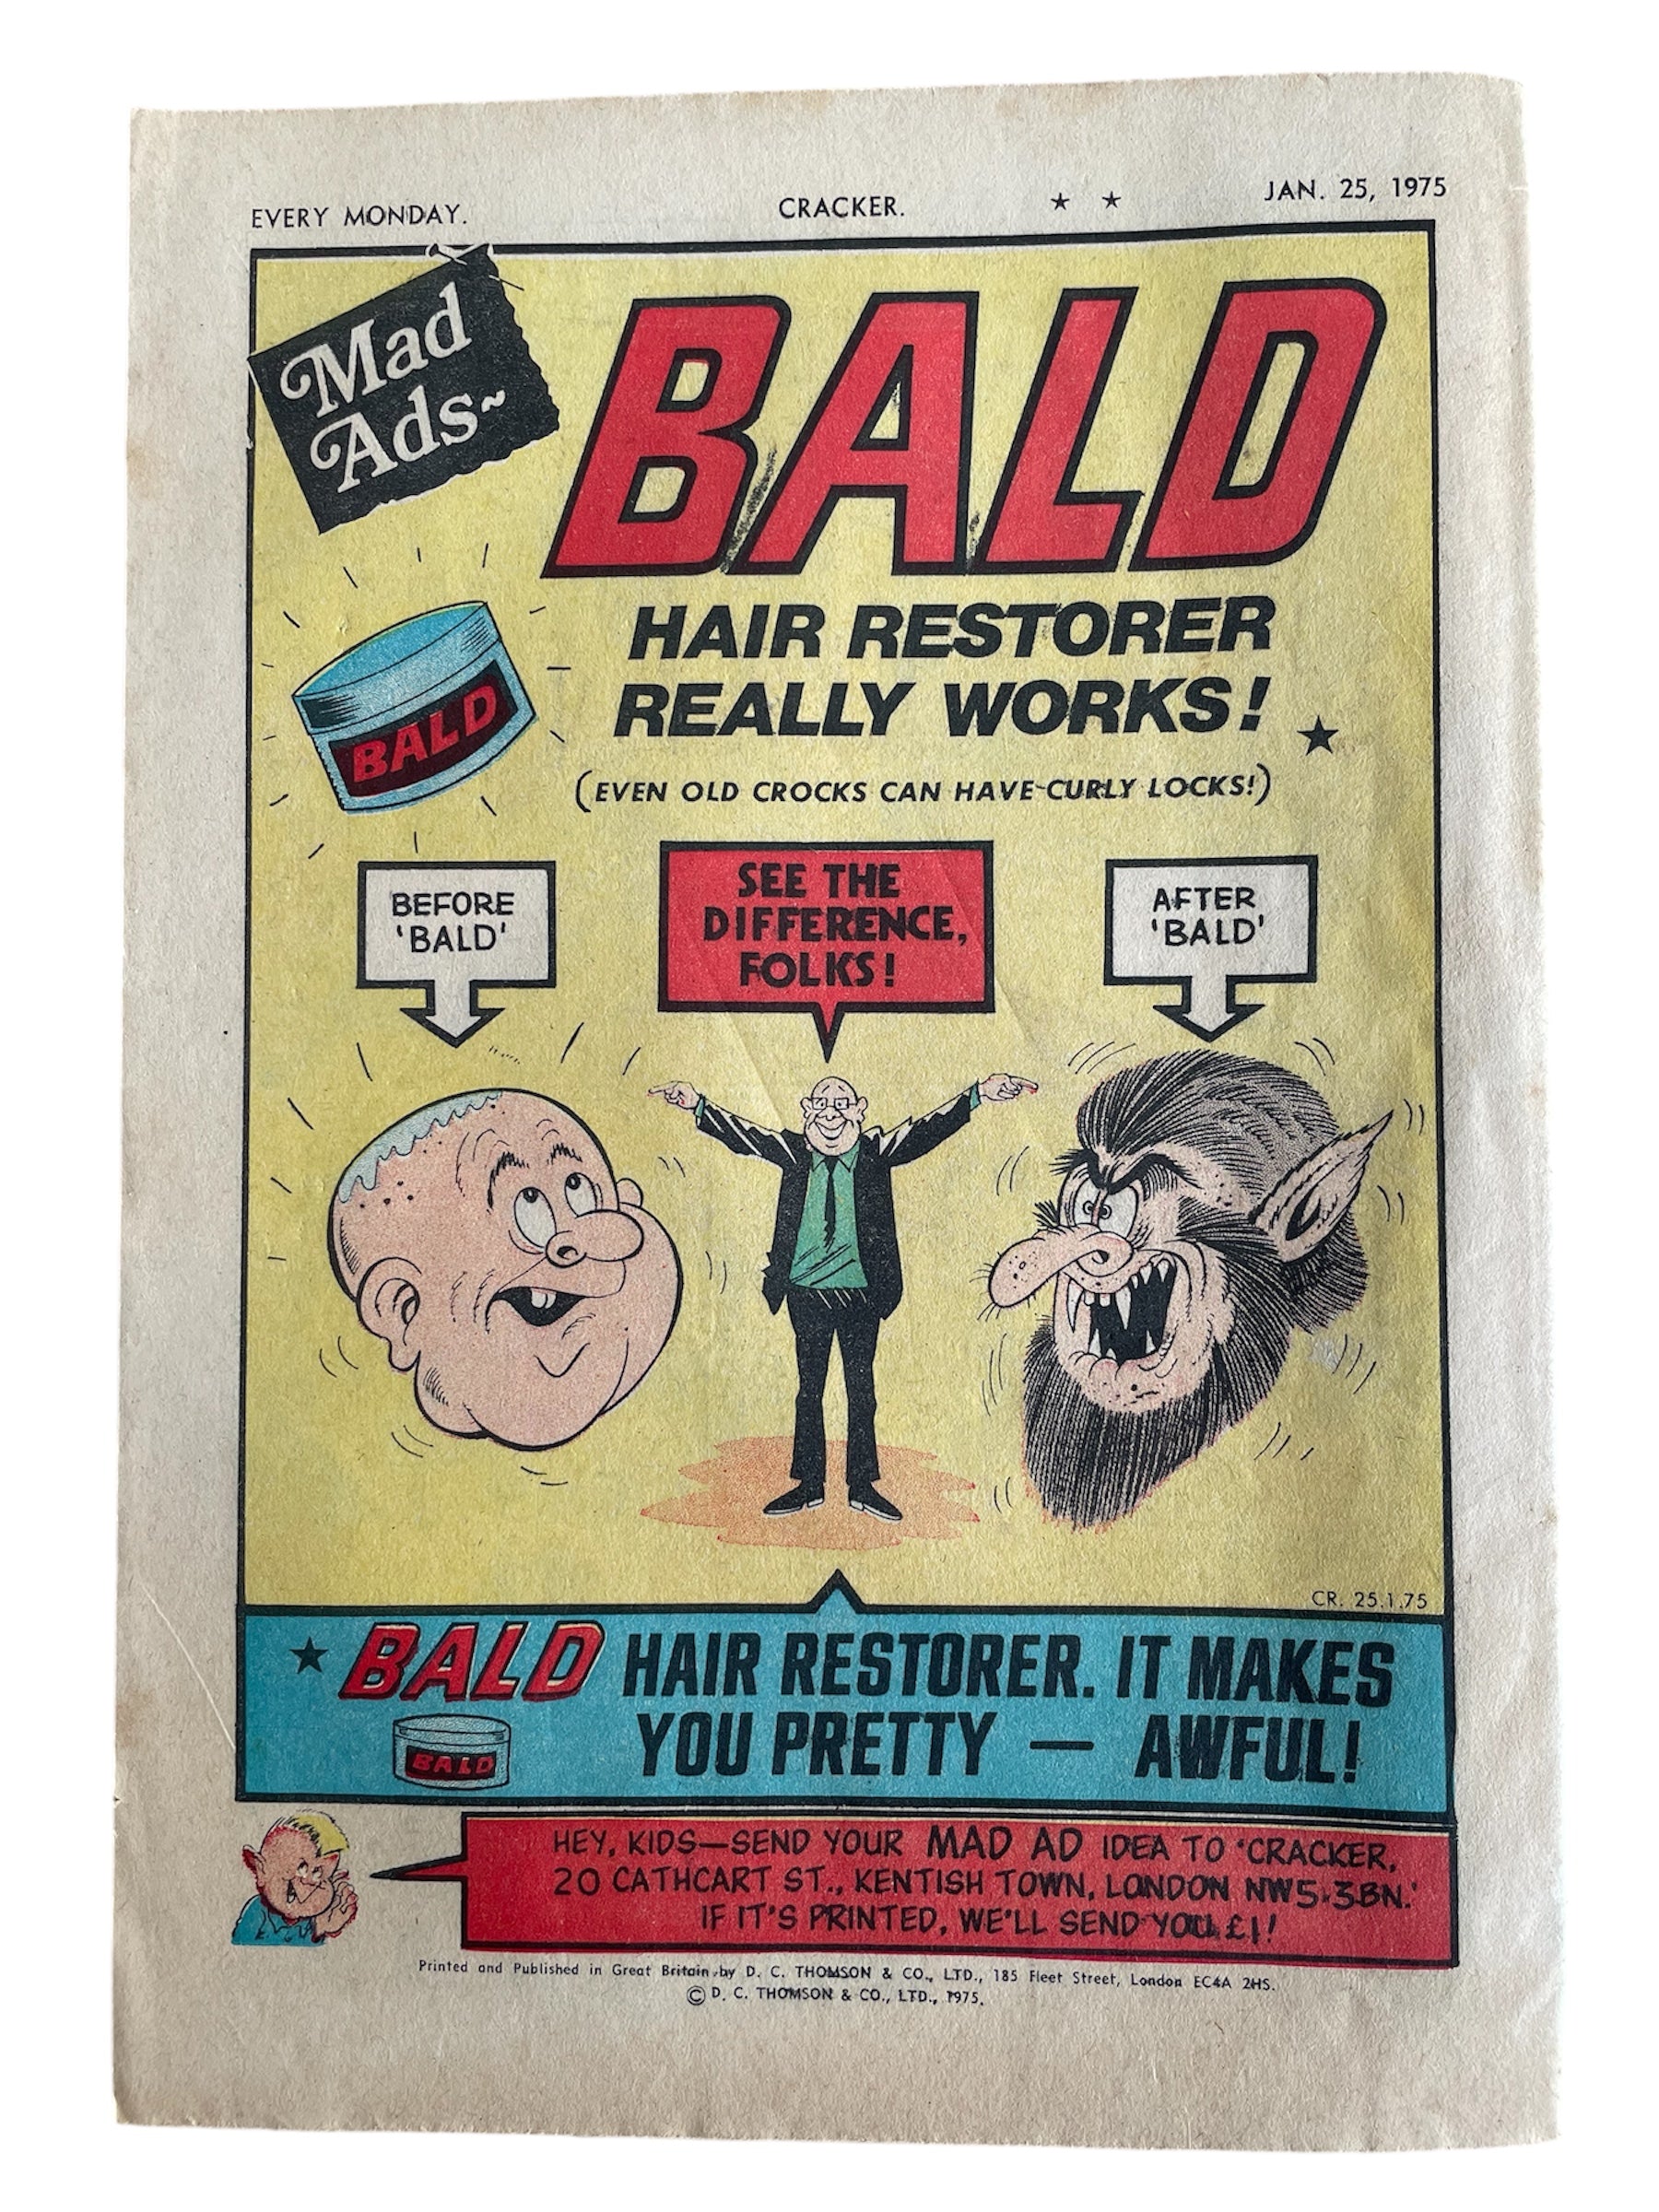 EVERY MONDAY.
CRACKER.
★ ★
JAN. 25, 1975
Mad
Ads~
BALD
HAIR RESTORER
REALLY WORKS! ★
(EVEN OLD CROCKS CAN HAVE CURLY LOCKS!)
BALD
BEFORE
'BALD'
SEE THE
DIFFERENCE,
FOLKS!
AFTER
'BALD'
CR. 25.1.75
★ BALD HAIR RESTORER. IT MAKES
YOU PRETTY — AWFUL!
BALD
HEY, KIDS—SEND YOUR MAD AD IDEA TO 'CRACKER,
20 CATHCART ST., KENTISH TOWN, LONDON NW5 3BN.'
IF IT'S PRINTED, WE'LL SEND YOU £1!
Printed and Published in Great Britain by D. C. THOMSON & CO., LTD., 185 Fleet Street, London EC4A 2HS.
© D. C. THOMSON & CO., LTD., 1975.